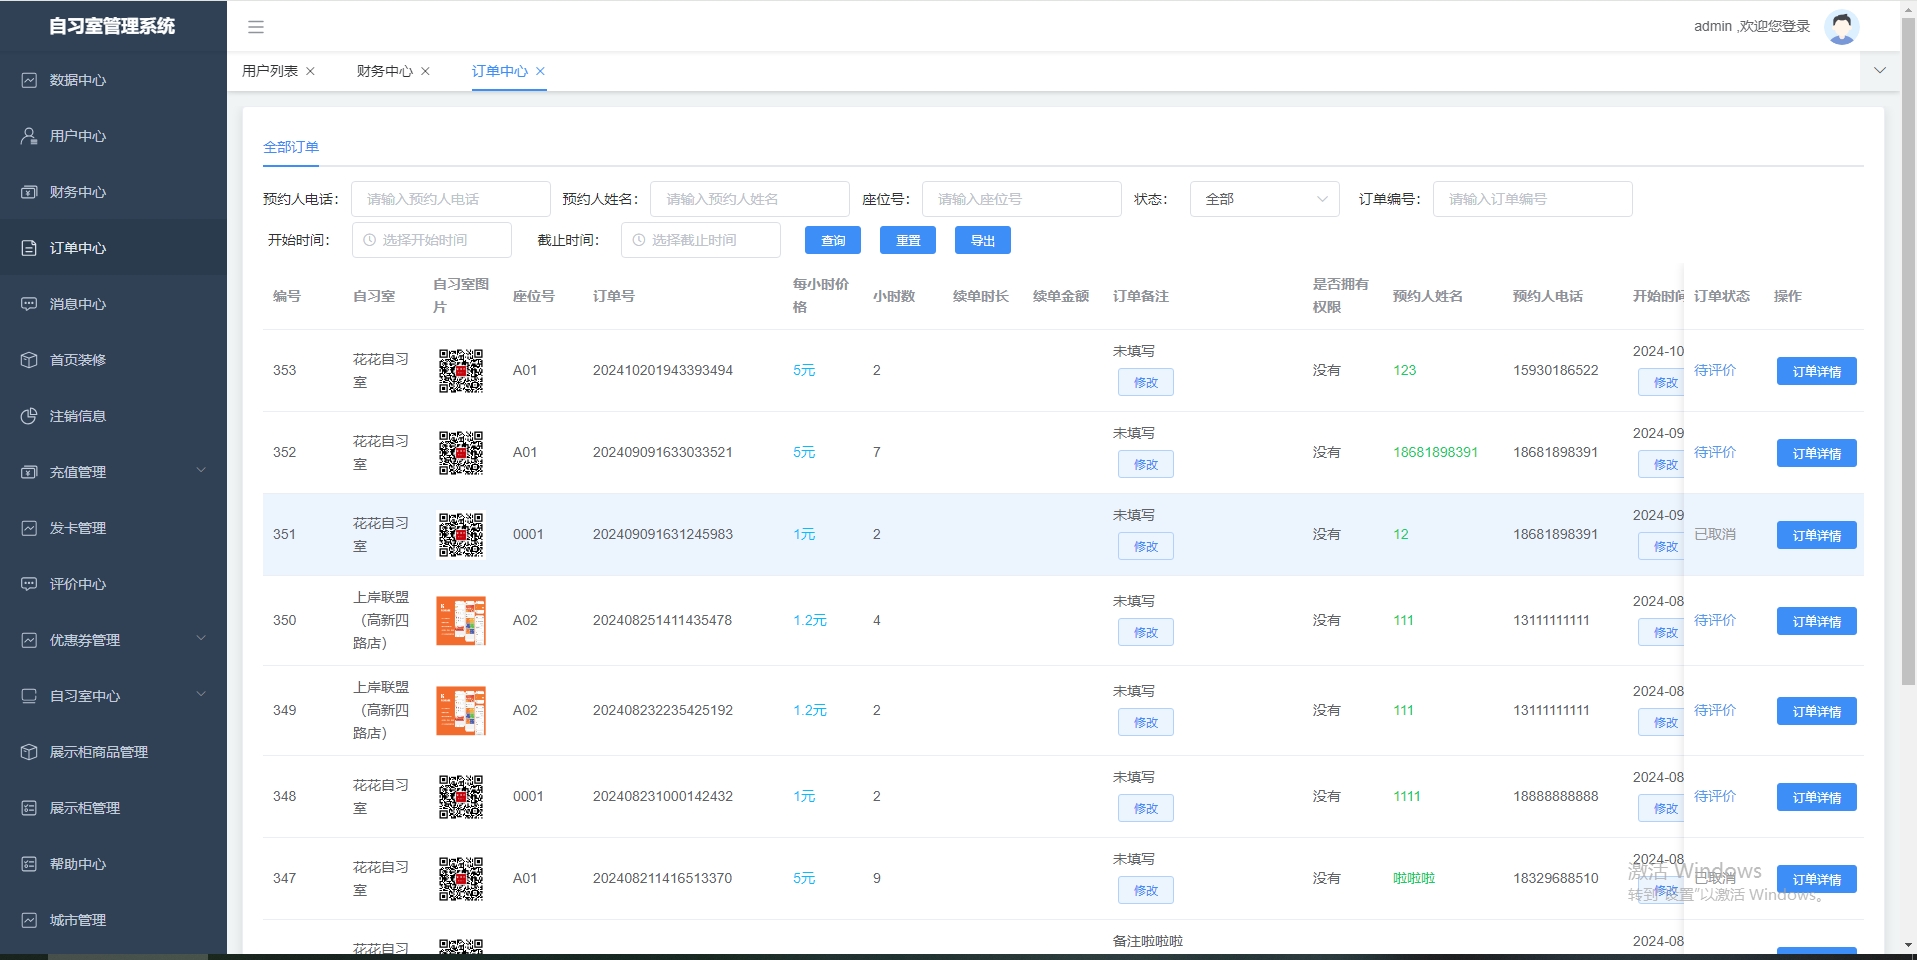 自习室管理系统
admin ,欢迎您登录
数据中心
用户中心
财务中心
订单中心
消息中心
首页装修
注销信息
充值管理
发卡管理
评价中心
优惠券管理
自习室中心
展示柜商品管理
展示柜管理
帮助中心
城市管理
用户列表 财务中心 订单中心
全部订单
预约人电话： 请输入预约人电话 预约人姓名： 请输入预约人姓名 座位号： 请输入座位号 状态： 全部 订单编号： 请输入订单编号
开始时间： 选择开始时间 截止时间： 选择截止时间 查询 重置 导出
编号 自习室 自习室图片 座位号 订单号 每小时价格 小时数 续单时长 续单金额 订单备注 是否拥有权限 预约人姓名 预约人电话 开始时间 订单状态 操作
353 花花自习室 A01 202410201943393494 5元 2 未填写 修改 没有 123 15930186522 2024-10 修改 待评价 订单详情
352 花花自习室 A01 202409091633033521 5元 7 未填写 修改 没有 18681898391 18681898391 2024-09 修改 待评价 订单详情
351 花花自习室 0001 202409091631245983 1元 2 未填写 修改 没有 12 18681898391 2024-09 修改 已取消 订单详情
350 上岸联盟（高新四路店） A02 202408251411435478 1.2元 4 未填写 修改 没有 111 13111111111 2024-08 修改 待评价 订单详情
349 上岸联盟（高新四路店） A02 202408232235425192 1.2元 2 未填写 修改 没有 111 13111111111 2024-08 修改 待评价 订单详情
348 花花自习室 0001 202408231000142432 1元 2 未填写 修改 没有 1111 18888888888 2024-08 修改 待评价 订单详情
347 花花自习室 A01 202408211416513370 5元 9 未填写 修改 没有 啦啦啦 18329688510 2024-08 修改 已取消 订单详情
花花自习 备注啦啦啦 2024-08
激活 Windows
转到“设置”以激活 Windows。